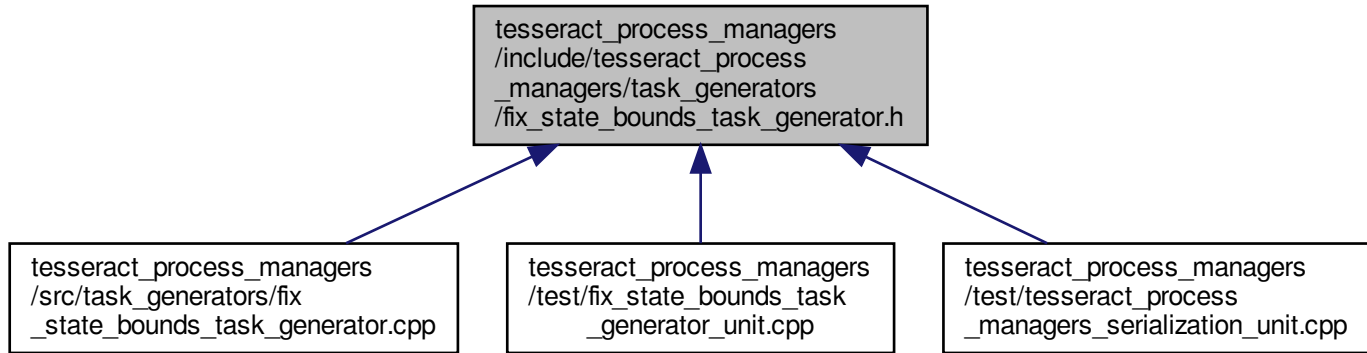 tesseract_process_managers
/include/tesseract_process
_managers/task_generators
/fix_state_bounds_task_generator.h
tesseract_process_managers
/src/task_generators/fix
_state_bounds_task_generator.cpp
tesseract_process_managers
/test/fix_state_bounds_task
_generator_unit.cpp
tesseract_process_managers
/test/tesseract_process
_managers_serialization_unit.cpp